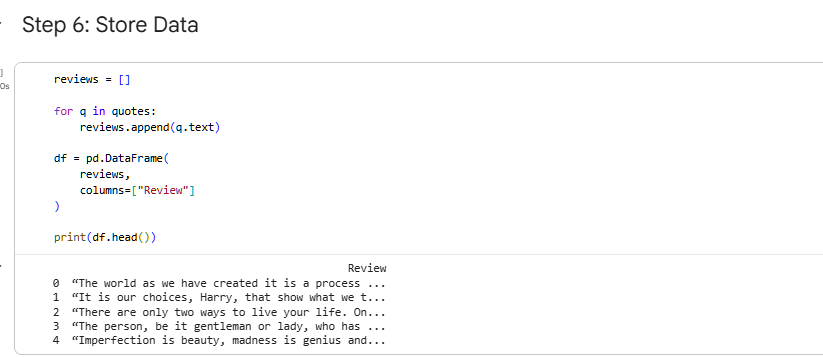 Step 6: Store Data
]
0s
reviews = []
for q in quotes:
    reviews.append(q.text)
df = pd.DataFrame(
    reviews,
    columns=["Review"]
)
print(df.head())
Review
0 “The world as we have created it is a process ...
1 “It is our choices, Harry, that show what we t...
2 “There are only two ways to live your life. On...
3 “The person, be it gentleman or lady, who has ...
4 “Imperfection is beauty, madness is genius and...